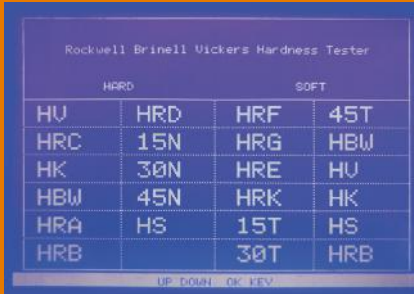 Rockwell Brinell Vickers Hardness Tester
HARD SOFT
HV HRD HRF 45T
HRC 15N HRG HBW
HK 30N HRE HV
HBW 45N HRK HK
HRA HS 15T HS
HRB 30T HRB
UP DOWN OK KEY